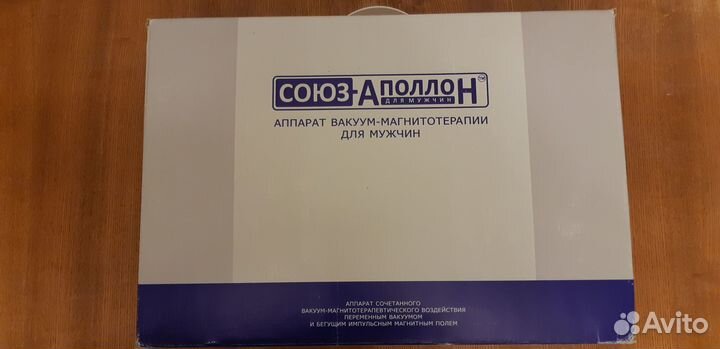 СОЮЗ-АПОЛЛОН™
ДЛЯ МУЖЧИН
АППАРАТ ВАКУУМ-МАГНИТОТЕРАПИИ
ДЛЯ МУЖЧИН
АППАРАТ СОЧЕТАННОГО
ВАКУУМ-МАГНИТОТЕРАПЕВТИЧЕСКОГО ВОЗДЕЙСТВИЯ
ПЕРЕМЕННЫМ ВАКУУМОМ
И БЕГУЩИМ ИМПУЛЬСНЫМ МАГНИТНЫМ ПОЛЕМ
Avito